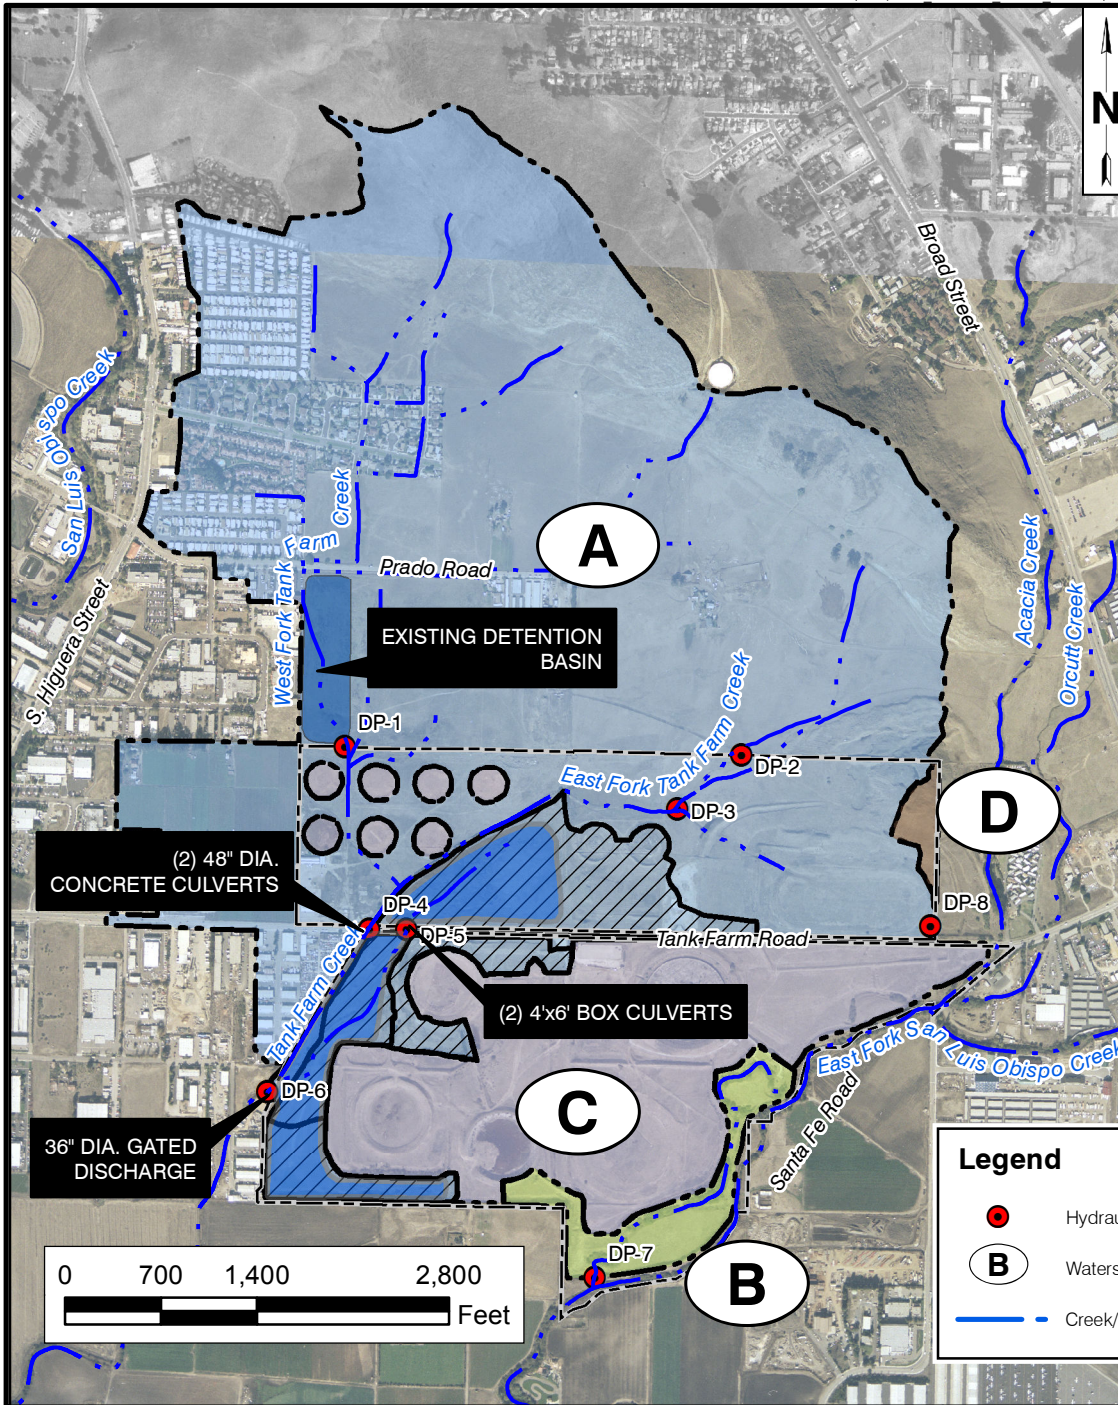 N
Broad Street
San Luis Obispo Creek
West Fork Tank Farm Creek
A
Prado Road
Acacia Creek
Orcutt Creek
S. Higuera Street
EXISTING DETENTION
BASIN
DP-1
East Fork Tank Farm Creek
DP-2
DP-3
D
(2) 48" DIA.
CONCRETE CULVERTS
DP-4
DP-5
DP-8
Tank Farm Road
Tank Farm Creek
(2) 4'x6' BOX CULVERTS
East Fork San Luis Obispo Creek
DP-6
C
Santa Fe Road
36" DIA. GATED
DISCHARGE
DP-7
B
Legend
Hydrau
B
Waters
Creek/
0 700 1,400 2,800
Feet